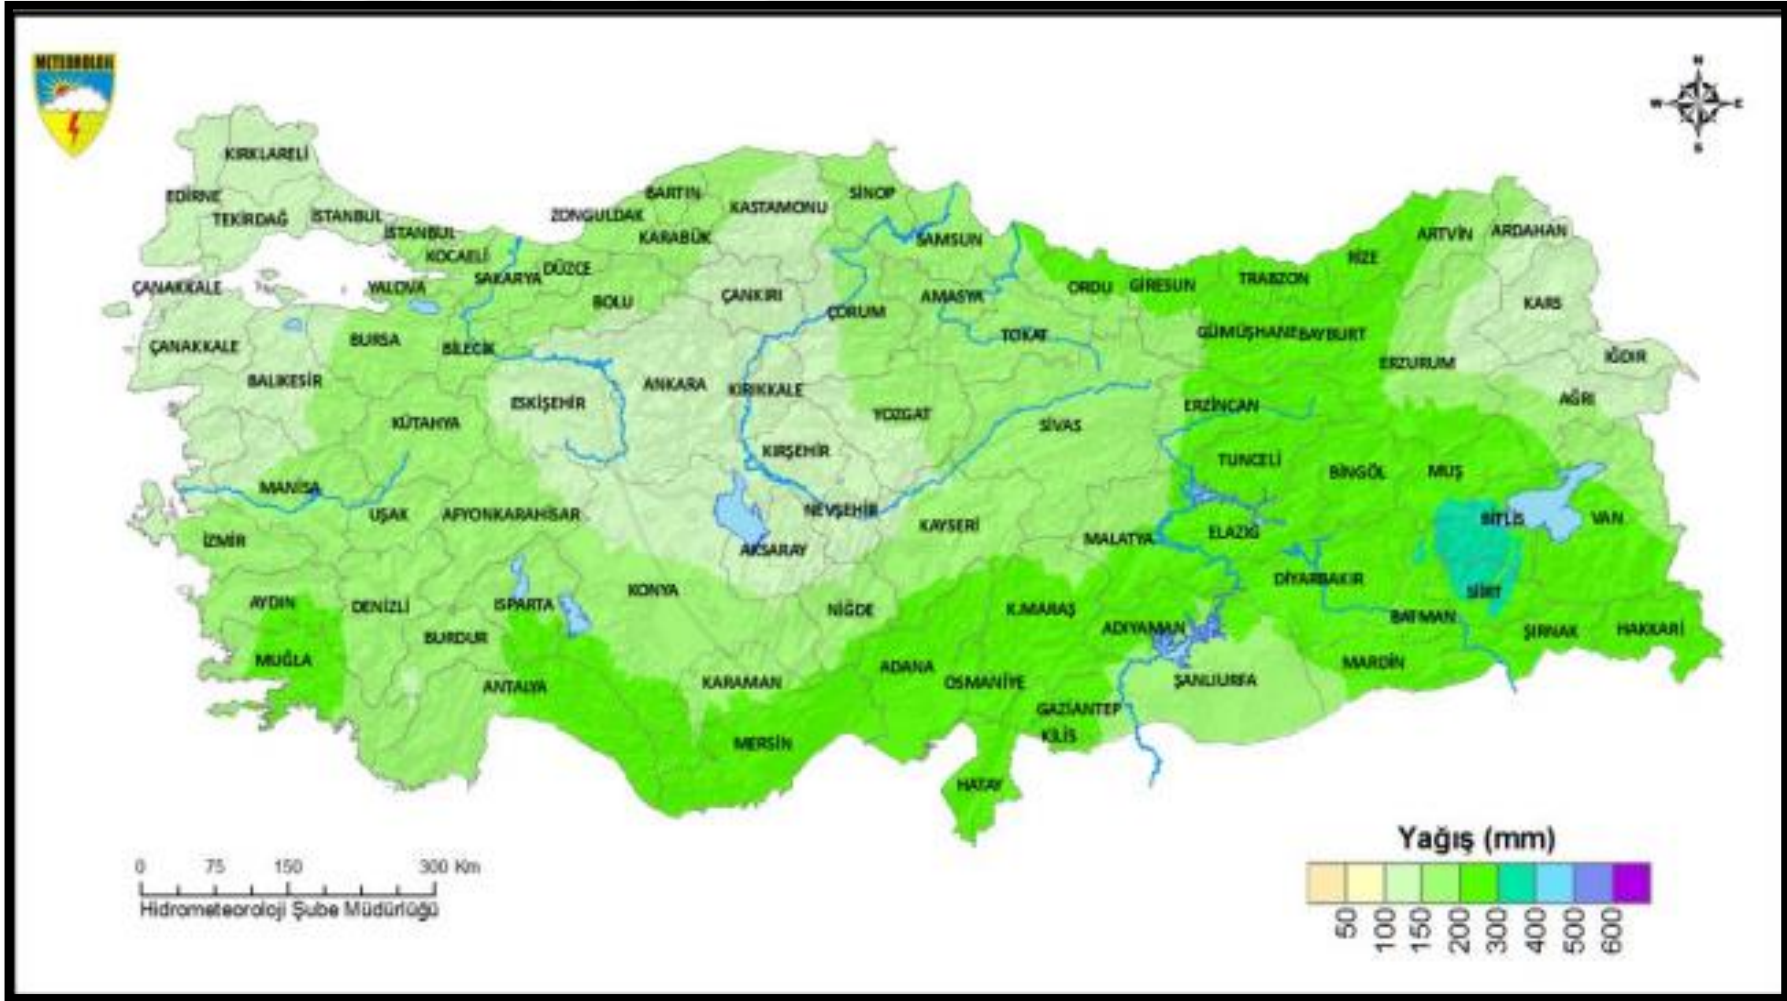 METEOROLOJİ
N
W E
S
KIRKLARELİ
EDİRNE
TEKİRDAĞ
İSTANBUL
İSTANBUL
KOCAELİ
SAKARYA
DÜZCE
ZONGULDAK
BARTIN
KARABÜK
KASTAMONU
SİNOP
SAMSUN
ORDU
GİRESUN
TRABZON
RİZE
ARTVİN
ARDAHAN
ÇANAKKALE
YALOVA
BOLU
ÇANKIRI
ÇORUM
AMASYA
TOKAT
GÜMÜŞHANE
BAYBURT
KARS
ÇANAKKALE
BURSA
BİLECİK
ERZURUM
IĞDIR
BALIKESİR
ESKİŞEHİR
ANKARA
KIRIKKALE
YOZGAT
SİVAS
ERZİNCAN
AĞRI
KÜTAHYA
KIRŞEHİR
TUNCELİ
BİNGÖL
MUŞ
MANİSA
UŞAK
AFYONKARAHİSAR
NEVŞEHİR
KAYSERİ
MALATYA
ELAZIĞ
BİTLİS
VAN
İZMİR
AKSARAY
DİYARBAKIR
SİİRT
AYDIN
DENİZLİ
ISPARTA
KONYA
NİĞDE
K.MARAŞ
ADIYAMAN
BATMAN
ŞIRNAK
HAKKARİ
BURDUR
MUĞLA
ANTALYA
KARAMAN
ADANA
OSMANİYE
ŞANLIURFA
MARDİN
GAZİANTEP
KİLİS
MERSİN
HATAY
0 75 150 300 Km
Hidrometeoroloji Şube Müdürlüğü
Yağış (mm)
50 100 150 200 300 400 500 600